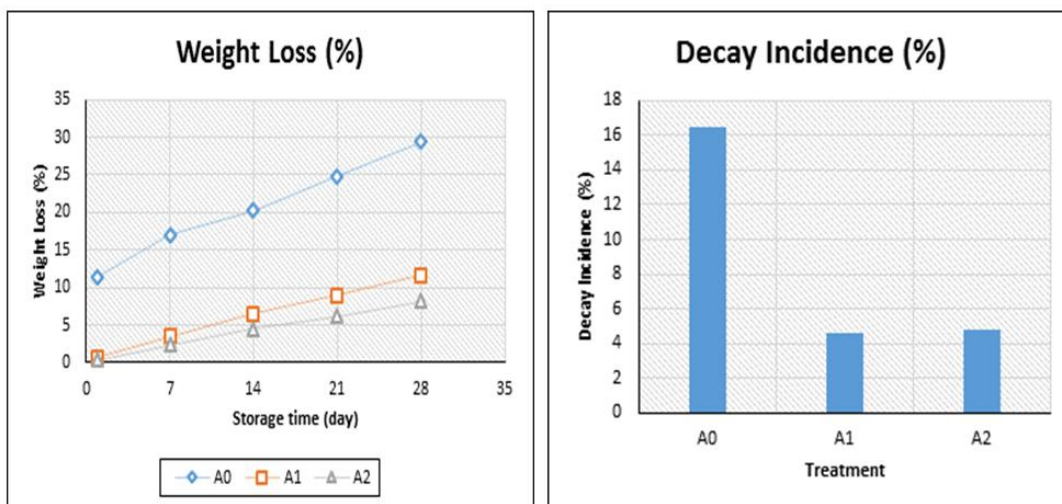 Weight Loss (%)
Weight Loss (%)
35
30
25
20
15
10
5
0
0 7 14 21 28 35
Storage time (day)
A0 A1 A2
Decay Incidence (%)
Decay Incidence (%)
18
16
14
12
10
8
6
4
2
0
A0 A1 A2
Treatment